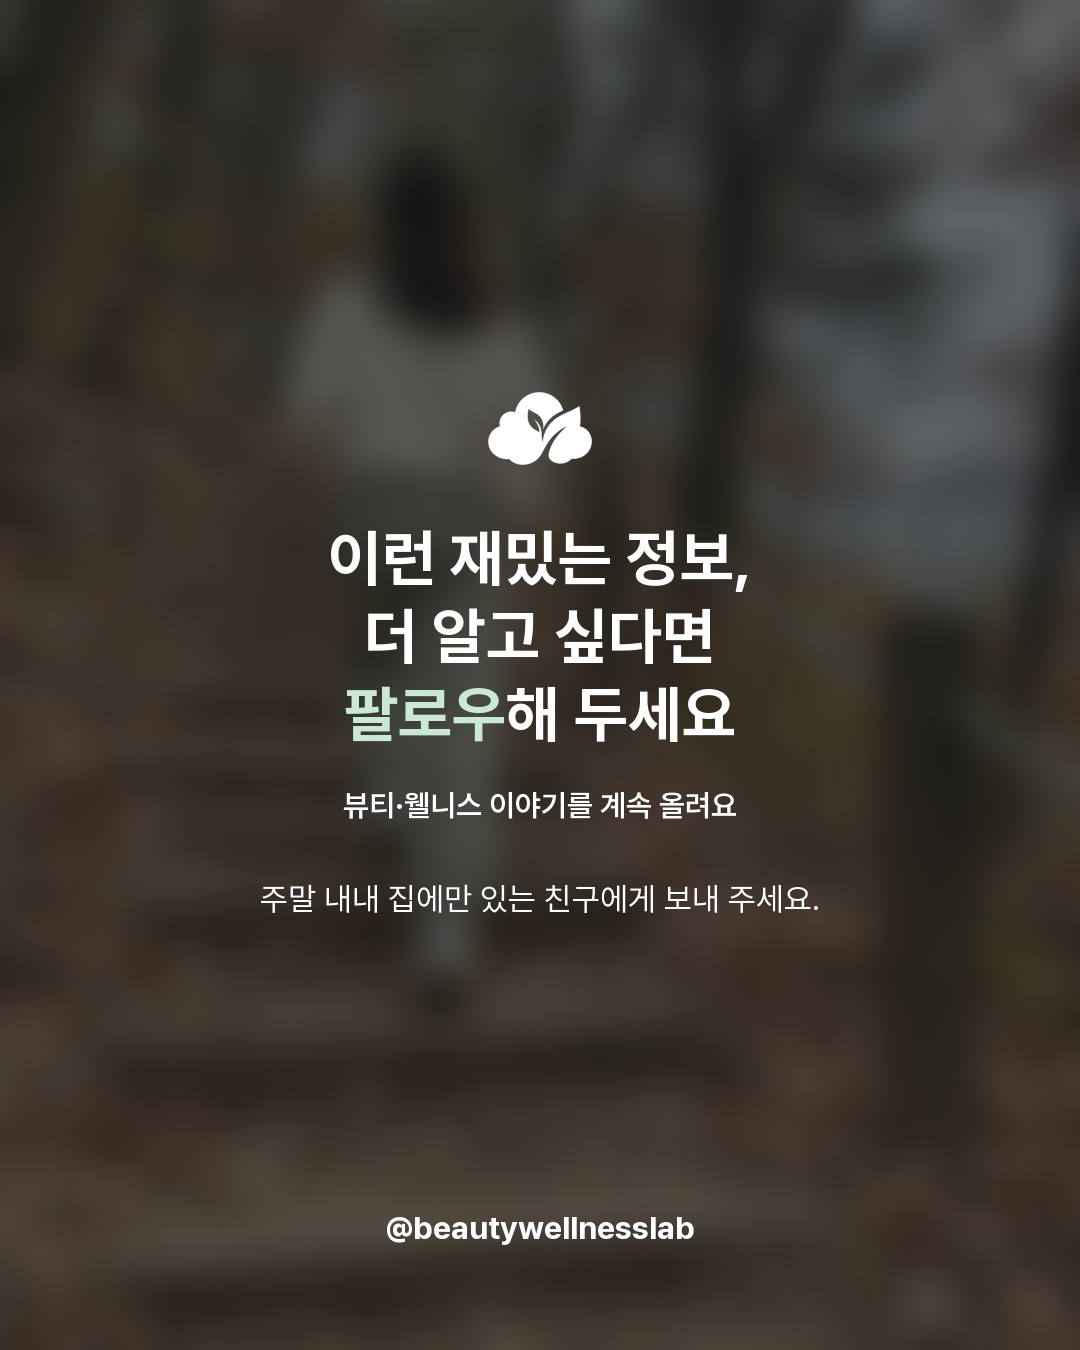 이런 재밌는 정보,
더 알고 싶다면
팔로우해 두세요
뷰티·웰니스 이야기를 계속 올려요
주말 내내 집에만 있는 친구에게 보내 주세요.
@beautywellnesslab